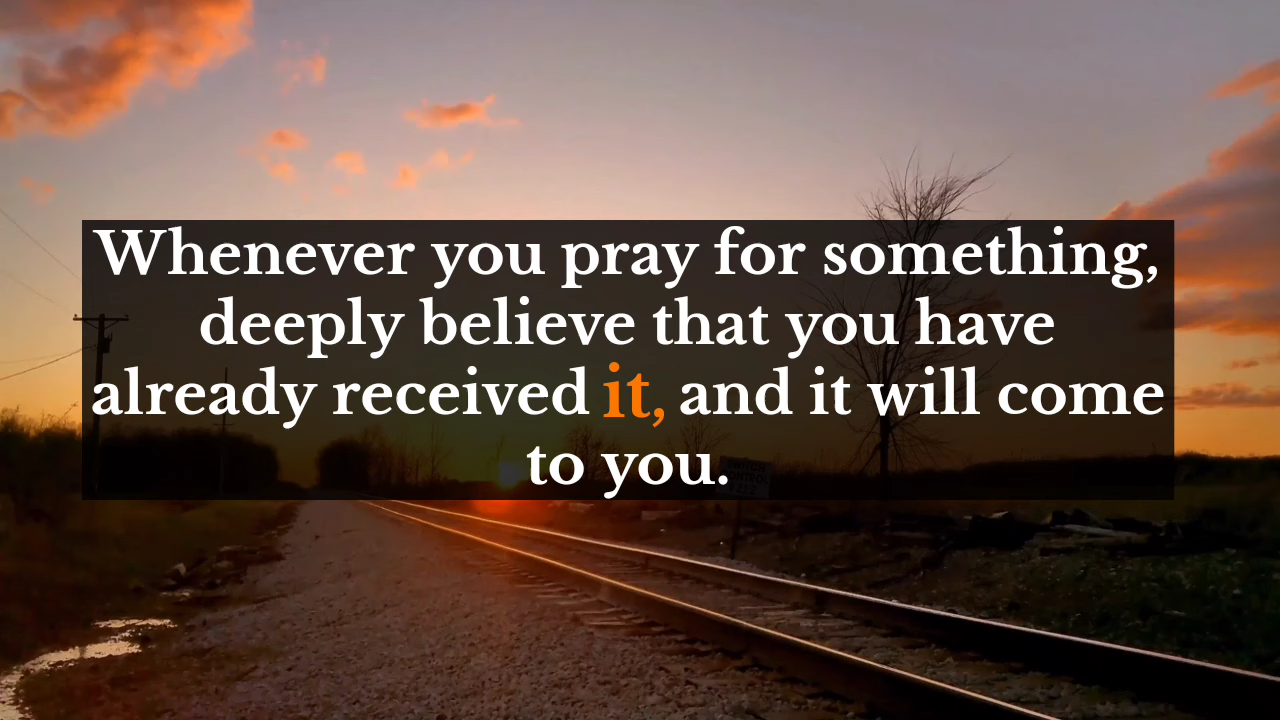 Whenever you pray for something,
deeply believe that you have
already received it, and it will come
to you.